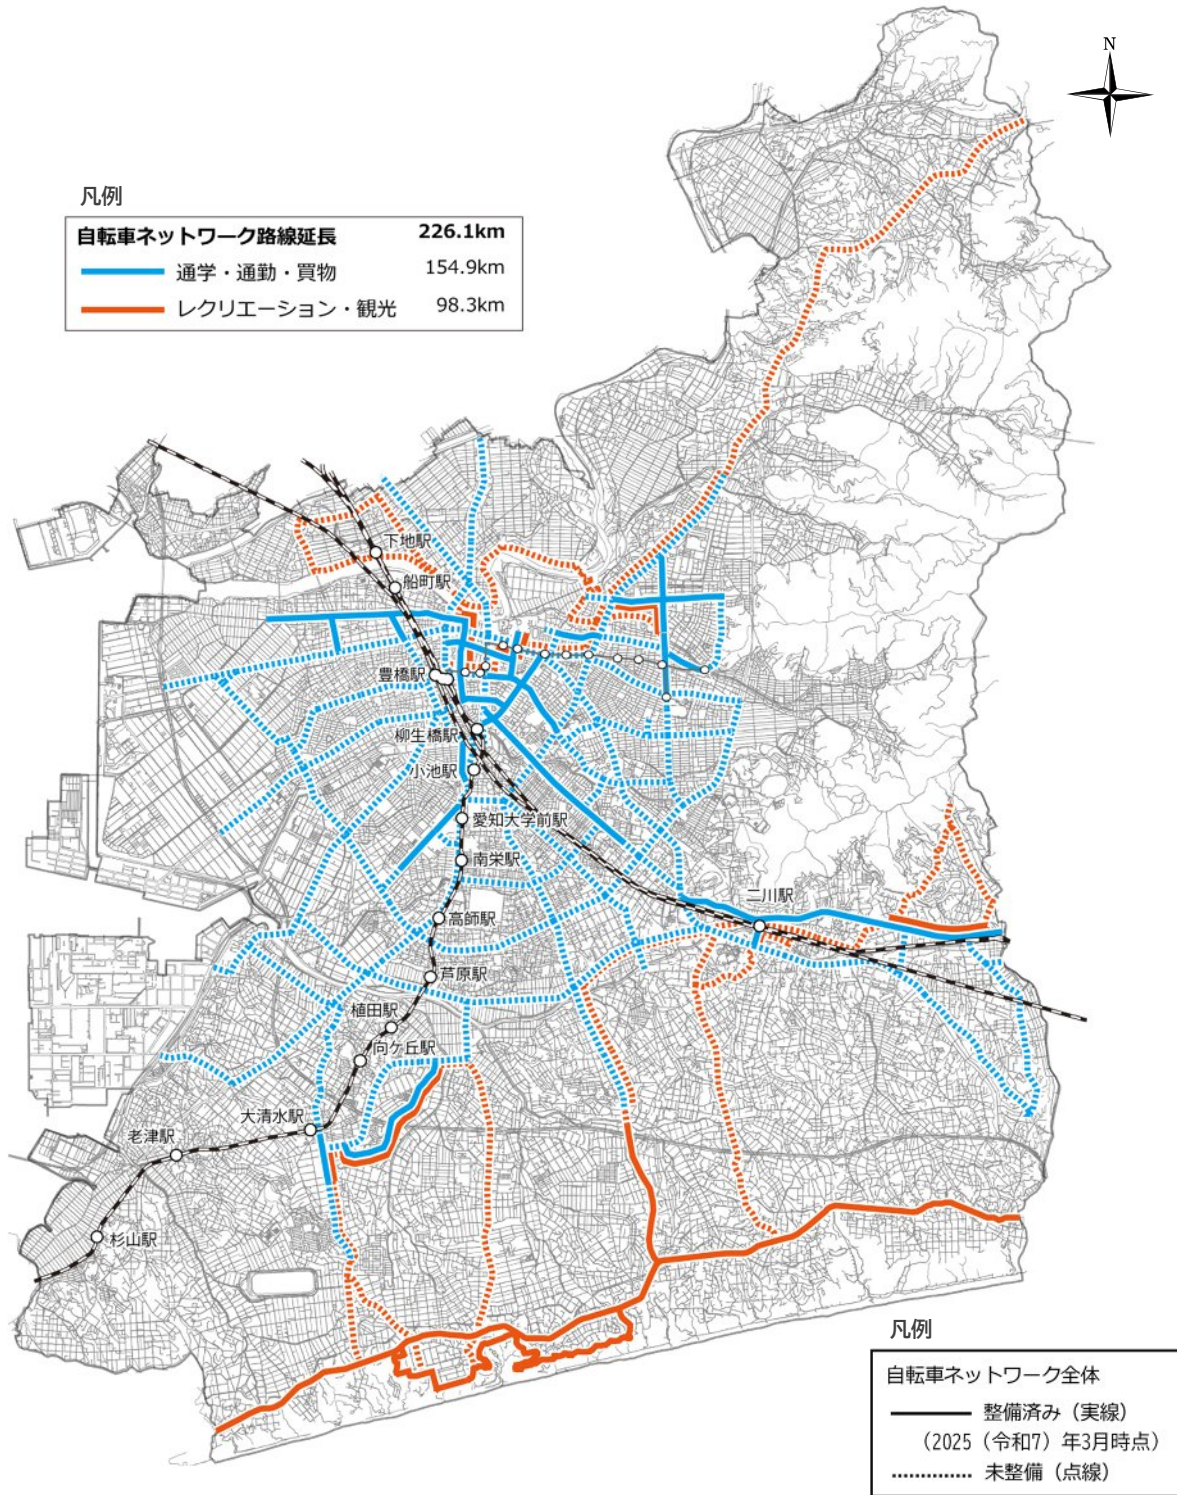 N
凡例
自転車ネットワーク路線延長 226.1km
通学・通勤・買物 154.9km
レクリエーション・観光 98.3km
下地駅
船町駅
豊橋駅
柳生橋駅
小池駅
愛知大学前駅
南栄駅
二川駅
高師駅
芦原駅
植田駅
向ケ丘駅
大清水駅
老津駅
杉山駅
凡例
自転車ネットワーク全体
整備済み（実線）
（2025（令和7）年3月時点）
未整備（点線）